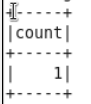 +-----+
|count|
+-----+
|    1|
+-----+